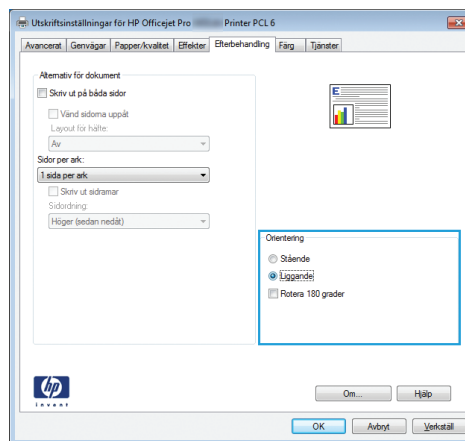 Utskriftsinställningar för HP Officejet Pro Printer PCL 6
Avancerat Genvägar Papper/kvalitet Effekter Efterbehandling Färg Tjänster
Alternativ för dokument
Skriv ut på båda sidor
Vänd sidorna uppåt
Layout för häfte:
Av
Sidor per ark:
1 sida per ark
Skriv ut sidramar
Sidordning:
Höger (sedan nedåt)
E
Orientering
Stående
Liggande
Rotera 180 grader
hp
invent
Om... Hjälp
OK Avbryt Verkställ